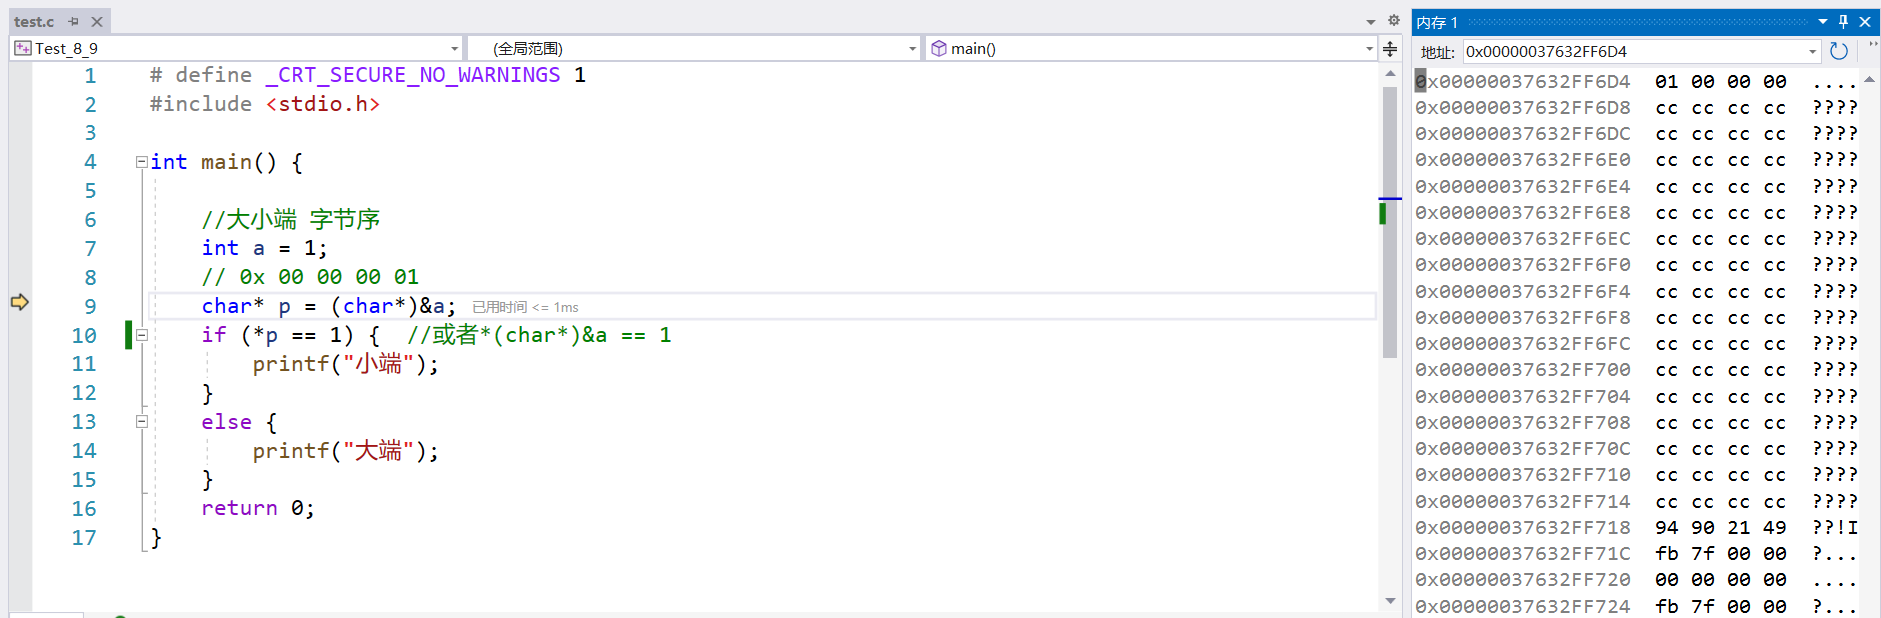 test.c
Test_8_9
(全局范围)
main()
1 # define _CRT_SECURE_NO_WARNINGS 1
2 #include <stdio.h>
3
4 int main() {
5
6 //大小端 字节序
7 int a = 1;
8 // 0x 00 00 00 01
9 char* p = (char*)&a; 已用时间 <= 1ms
10 if (*p == 1) { //或者*(char*)&a == 1
11 printf("小端");
12 }
13 else {
14 printf("大端");
15 }
16 return 0;
17 }
内存 1
地址: 0x00000037632FF6D4
0x00000037632FF6D4 01 00 00 00 ....
0x00000037632FF6D8 cc cc cc cc ????
0x00000037632FF6DC cc cc cc cc ????
0x00000037632FF6E0 cc cc cc cc ????
0x00000037632FF6E4 cc cc cc cc ????
0x00000037632FF6E8 cc cc cc cc ????
0x00000037632FF6EC cc cc cc cc ????
0x00000037632FF6F0 cc cc cc cc ????
0x00000037632FF6F4 cc cc cc cc ????
0x00000037632FF6F8 cc cc cc cc ????
0x00000037632FF6FC cc cc cc cc ????
0x00000037632FF700 cc cc cc cc ????
0x00000037632FF704 cc cc cc cc ????
0x00000037632FF708 cc cc cc cc ????
0x00000037632FF70C cc cc cc cc ????
0x00000037632FF710 cc cc cc cc ????
0x00000037632FF714 cc cc cc cc ????
0x00000037632FF718 94 90 21 49 ??!I
0x00000037632FF71C fb 7f 00 00 ?...
0x00000037632FF720 00 00 00 00 ....
0x00000037632FF724 fb 7f 00 00 ?...